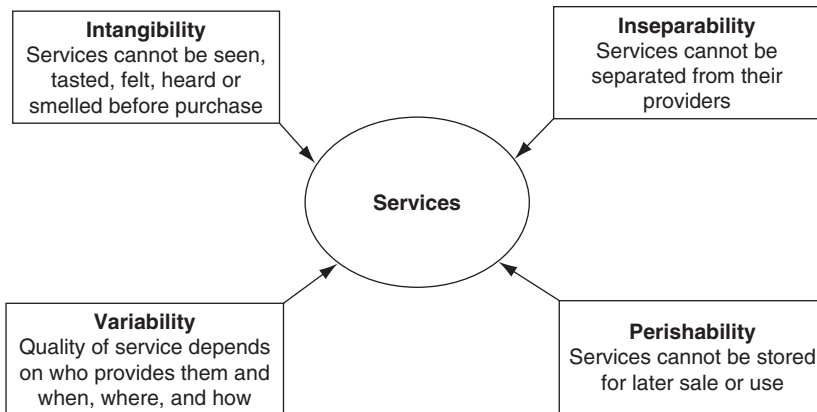 Intangibility
Services cannot be seen,
tasted, felt, heard or
smelled before purchase
Inseparability
Services cannot be
separated from their
providers
Services
Variability
Quality of service depends
on who provides them and
when, where, and how
Perishability
Services cannot be stored
for later sale or use